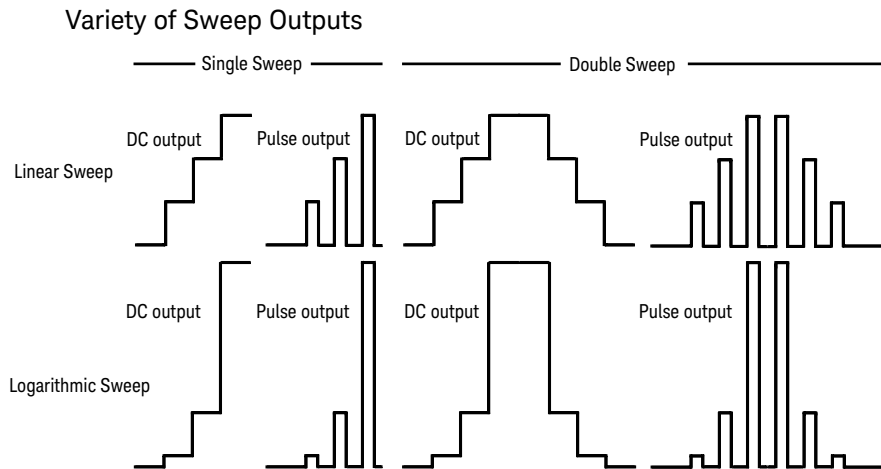 Variety of Sweep Outputs
Single Sweep
Double Sweep
Linear Sweep
DC output
Pulse output
DC output
Pulse output
Logarithmic Sweep
DC output
Pulse output
DC output
Pulse output